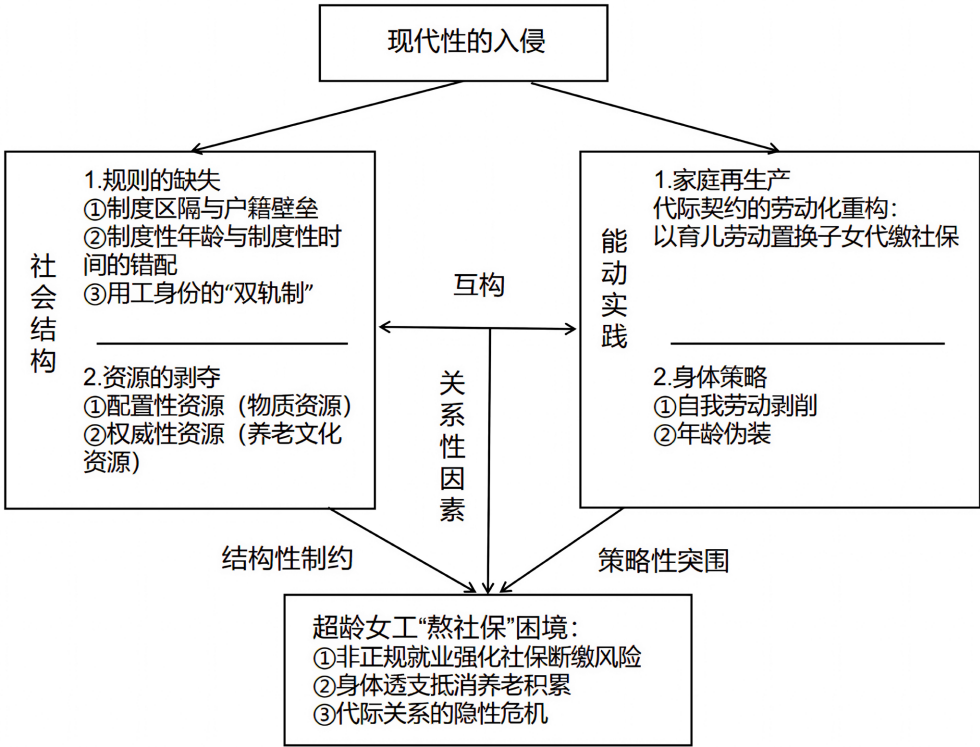 现代性的入侵
社会结构
1.规则的缺失
①制度区隔与户籍壁垒
②制度性年龄与制度性时
间的错配
③用工身份的“双轨制”
2.资源的剥夺
①配置性资源（物质资源）
②权威性资源（养老文化
资源）
互构
关系性因素
能动实践
1.家庭再生产
代际契约的劳动化重构：
以育儿劳动置换子女代缴社保
2.身体策略
①自我劳动剥削
②年龄伪装
结构性制约
策略性突围
超龄女工“熬社保”困境：
①非正规就业强化社保断缴风险
②身体透支抵消养老积累
③代际关系的隐性危机